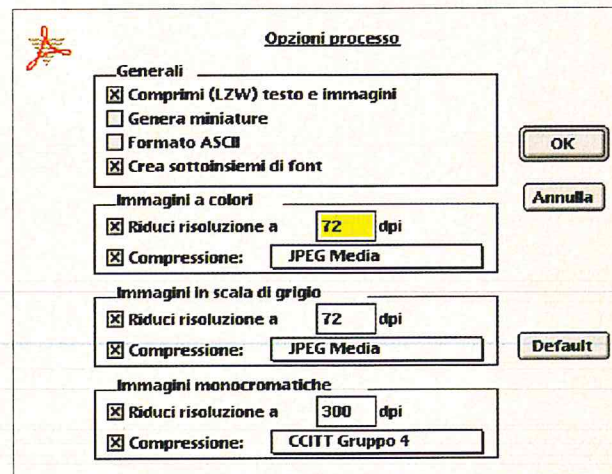 Opzioni processo
Generali
Comprimi (LZW) testo e immagini
Genera miniature
Formato ASCII
Crea sottoinsiemi di font
OK
Annulla
Immagini a colori
Riduci risoluzione a 72 dpi
Compressione: JPEG Media
Immagini in scala di grigio
Riduci risoluzione a 72 dpi
Compressione: JPEG Media
Default
Immagini monocromatiche
Riduci risoluzione a 300 dpi
Compressione: CCITT Gruppo 4